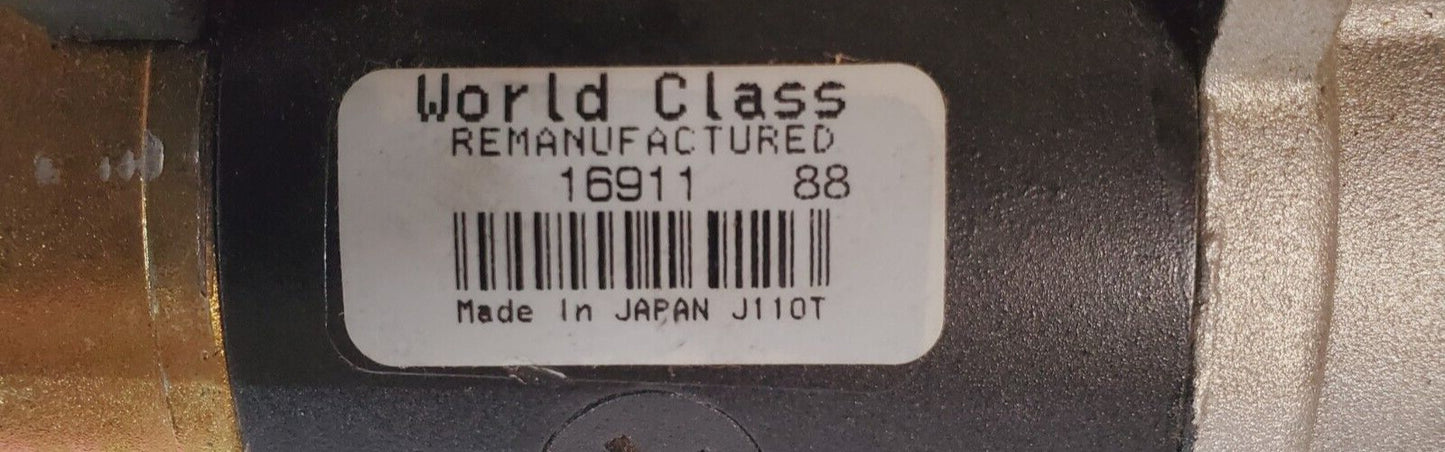 World Class
REMANUFACTURED
16911 88
Made In JAPAN J110T